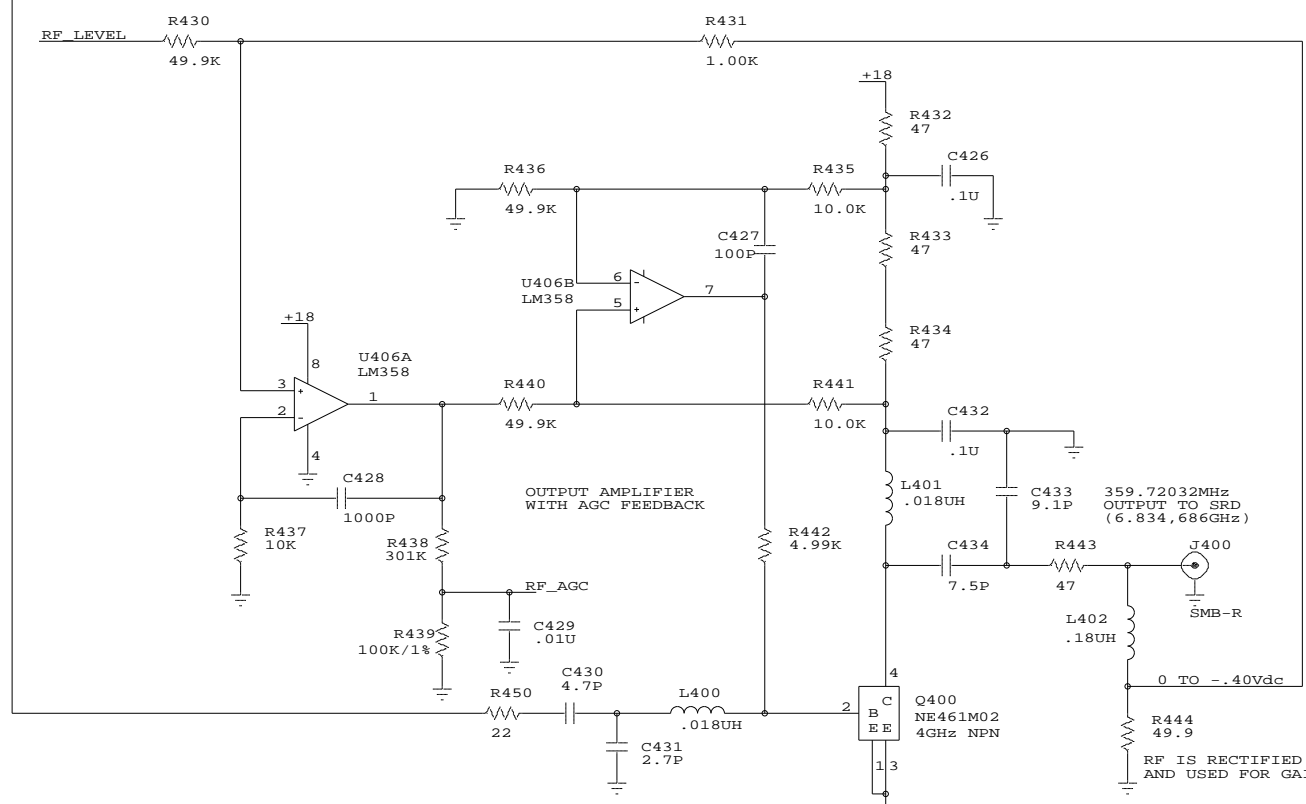 R430
RF_LEVEL
49.9K
R431
1.00K
+18
R432
47
C426
.1U
R436
49.9K
R435
10.0K
C427
100P
R433
47
U406B
LM358
6
-
5
+
7
R434
47
+18
8
U406A
LM358
3
+
2
-
1
4
R440
49.9K
R441
10.0K
C432
.1U
C428
1000P
OUTPUT AMPLIFIER
WITH AGC FEEDBACK
L401
.018UH
C433
9.1P
359.72032MHz
OUTPUT TO SRD
(6.834,686GHz)
R437
10K
R438
301K
R442
4.99K
C434
7.5P
R443
47
J400
SMB-R
RF_AGC
C429
.01U
R439
100K/1%
L402
.18UH
0 TO -.40Vdc
R450
22
C430
4.7P
C431
2.7P
L400
.018UH
4
2
C
B
EE
1
3
Q400
NE461M02
4GHz NPN
R444
49.9
RF IS RECTIFIED
AND USED FOR